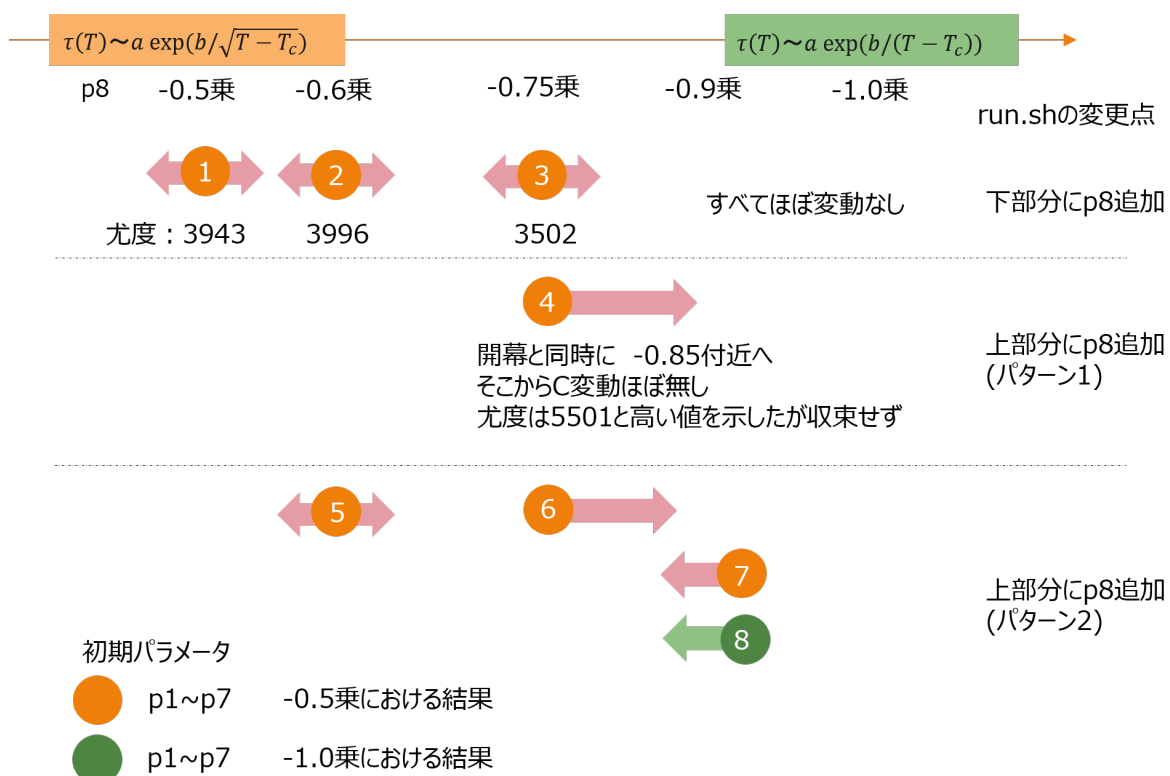 τ(T)~a exp(b/√T − Tc)
τ(T)~a exp(b/(T − Tc))
p8 -0.5乗 -0.6乗 -0.75乗 -0.9乗 -1.0乗
run.shの変更点
1 2 3
すべてほぼ変動なし 下部分にp8追加
尤度：3943 3996 3502
4
開幕と同時に -0.85付近へ
そこからC変動ほぼ無し
尤度は5501と高い値を示したが収束せず
上部分にp8追加
(パターン1)
5 6
7
8
上部分にp8追加
(パターン2)
初期パラメータ
p1~p7 -0.5乗における結果
p1~p7 -1.0乗における結果